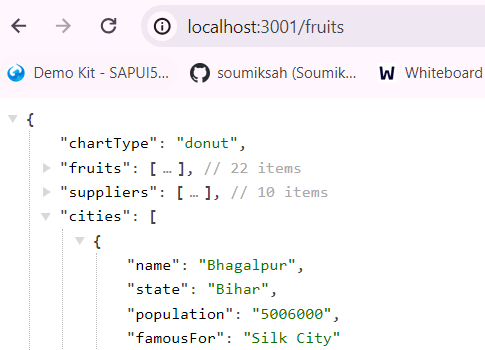 localhost:3001/fruits
Demo Kit - SAPUI5... soumiksah (Soumik... Whiteboard
{
"chartType": "donut",
"fruits": [ … ], // 22 items
"suppliers": [ … ], // 10 items
"cities": [
{
"name": "Bhagalpur",
"state": "Bihar",
"population": "5006000",
"famousFor": "Silk City"